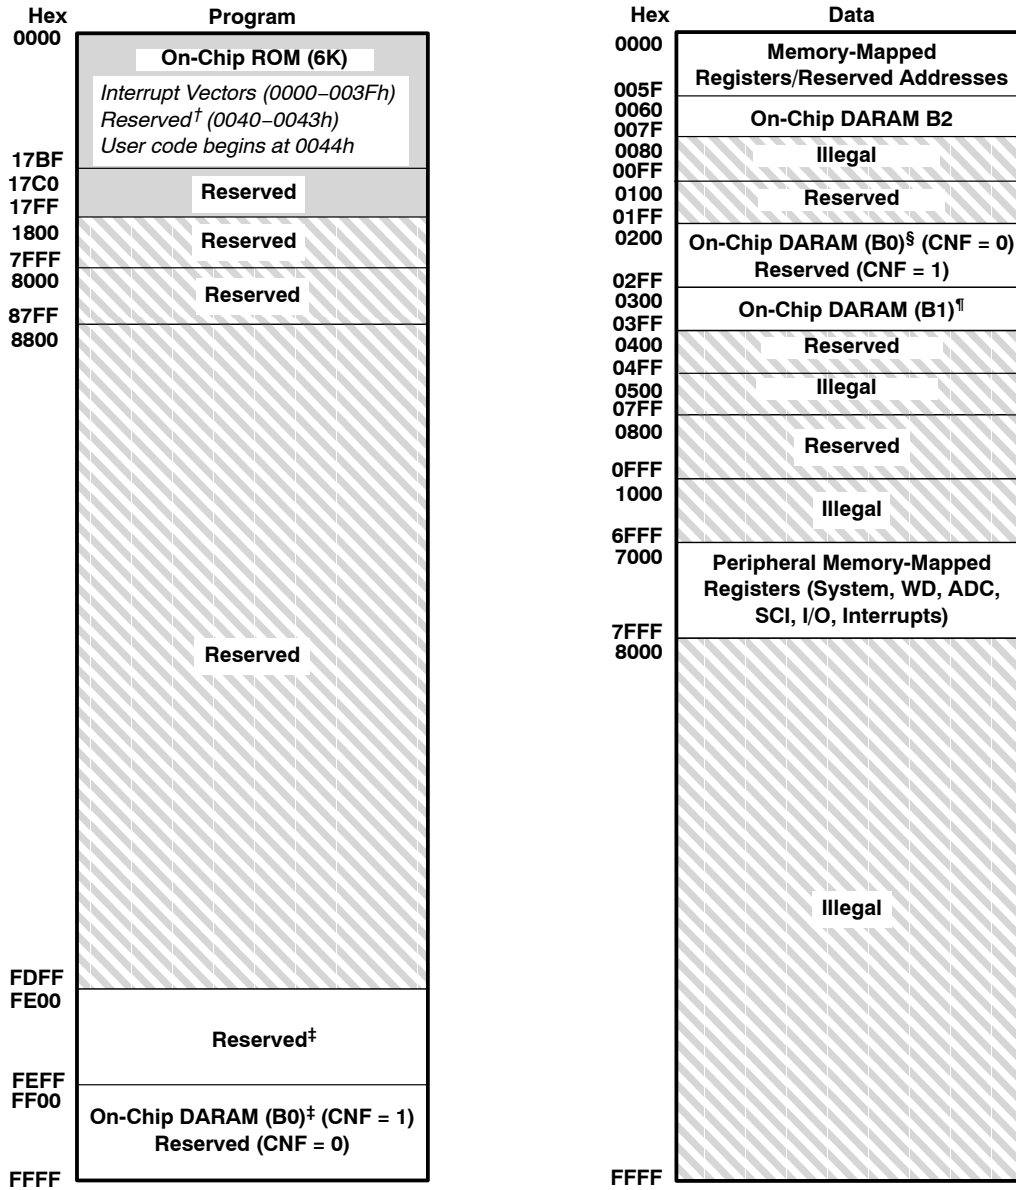 Hex
Program
0000
On-Chip ROM (6K)
Interrupt Vectors (0000–003Fh)
Reserved† (0040–0043h)
User code begins at 0044h
17BF
17C0
Reserved
17FF
1800
Reserved
7FFF
8000
Reserved
87FF
8800
Reserved
FDFF
FE00
Reserved‡
FEFF
FF00
On-Chip DARAM (B0)‡ (CNF = 1)
Reserved (CNF = 0)
FFFF
Hex
Data
0000
Memory-Mapped
Registers/Reserved Addresses
005F
0060
On-Chip DARAM B2
007F
0080
Illegal
00FF
0100
Reserved
01FF
0200
On-Chip DARAM (B0)§ (CNF = 0)
Reserved (CNF = 1)
02FF
0300
On-Chip DARAM (B1)¶
03FF
0400
Reserved
04FF
0500
Illegal
07FF
0800
Reserved
0FFF
1000
Illegal
6FFF
7000
Peripheral Memory-Mapped
Registers (System, WD, ADC,
SCI, I/O, Interrupts)
7FFF
8000
Illegal
FFFF